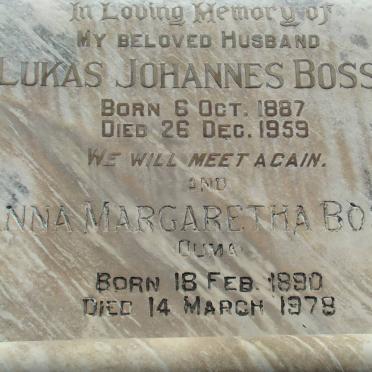 In Loving Memory of
MY BELOVED HUSBAND
LUKAS JOHANNES BOSS
BORN 6 OCT. 1887
DIED 26 DEC. 1959
WE WILL MEET AGAIN.
AND
NNA MARGARETHA BO
OUMA
BORN 18 FEB. 1890
DIED 14 MARCH 1978